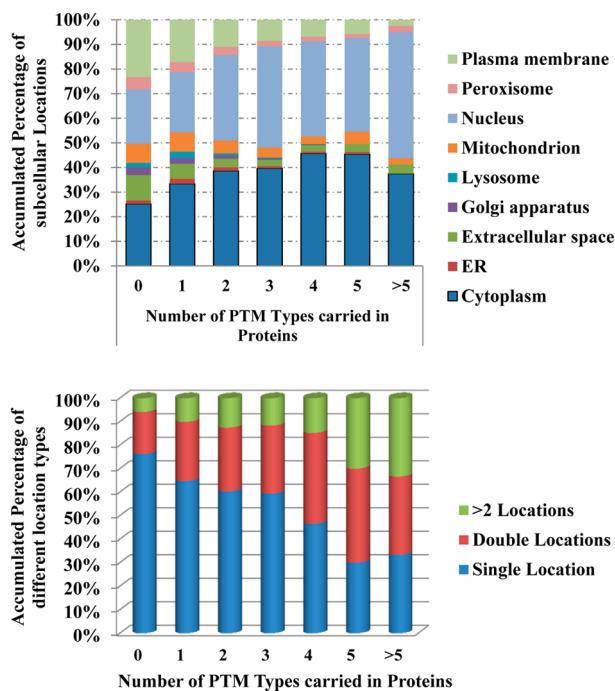 Accumulated Percentage of
subcellular Locations
100%
90%
80%
70%
60%
50%
40%
30%
20%
10%
0%
0 1 2 3 4 5 >5
Number of PTM Types carried in
Proteins
Plasma membrane
Peroxisome
Nucleus
Mitochondrion
Lysosome
Golgi apparatus
Extracellular space
ER
Cytoplasm
Accumulated Percentage of
different location types
100%
90%
80%
70%
60%
50%
40%
30%
20%
10%
0%
0 1 2 3 4 5 >5
Number of PTM Types carried in Proteins
>2 Locations
Double Locations
Single Location